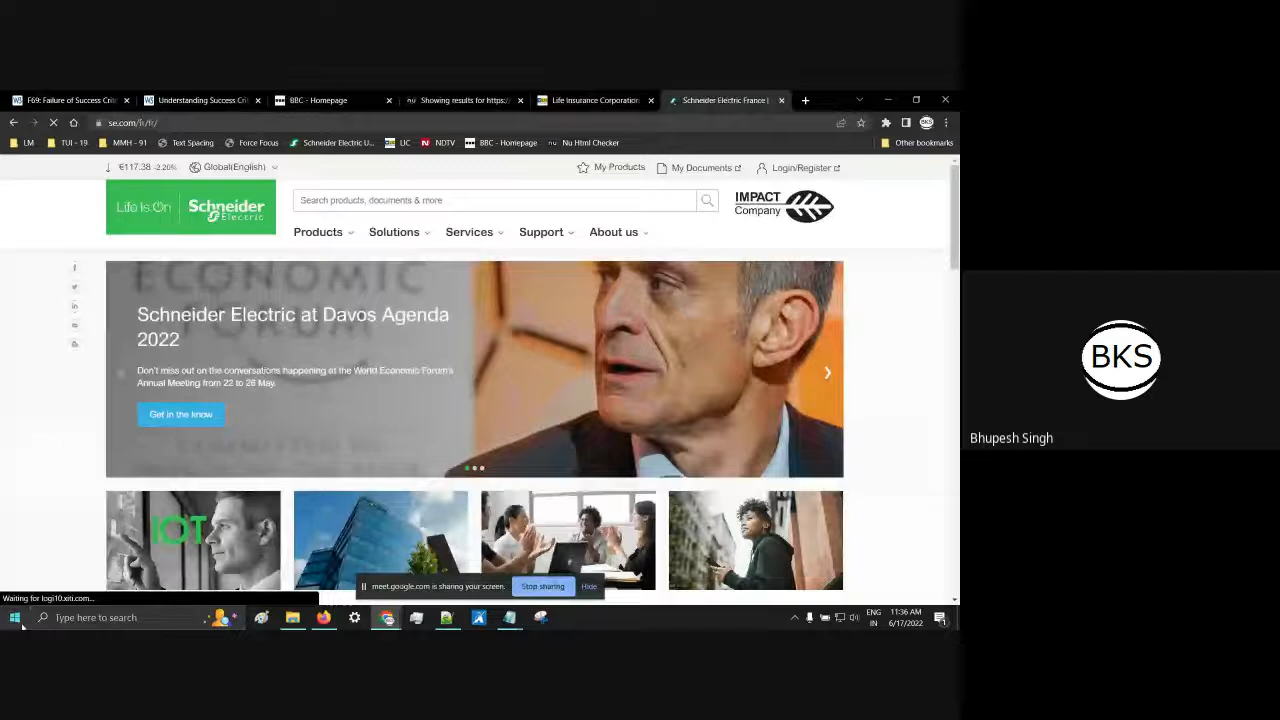 F69: Failure of Success Crite
Understanding Success Crit
BBC - Homepage
Showing results for https:/
Life Insurance Corporation
Schneider Electric France |
se.com/fr/fr/
LM
TUI - 19
MMH - 91
Text Spacing
Force Focus
Schneider Electric U...
LIC
NDTV
BBC - Homepage
Nu Html Checker
Other bookmarks
€117.38 -2.20%
Global(English)
My Products
My Documents
Login/Register
Life Is On
Schneider
Electric
Search products, documents & more
IMPACT
Company
Products
Solutions
Services
Support
About us
ECONOMIC
FORUM
Schneider Electric at Davos Agenda
2022
Don't miss out on the conversations happening at the World Economic Forum's
Annual Meeting from 22 to 26 May.
Get in the know
IOT
meet.google.com is sharing your screen.
Stop sharing
Hide
Waiting for logi10.xiti.com...
Type here to search
ENG
IN
11:36 AM
6/17/2022
BKS
Bhupesh Singh